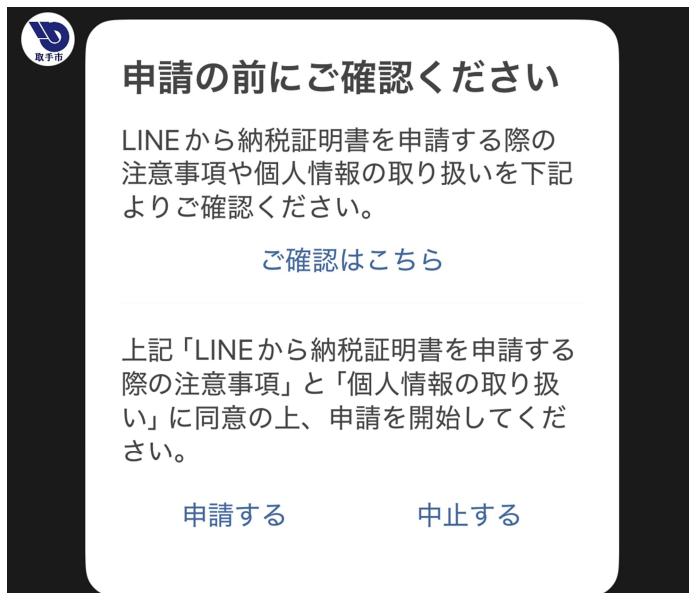 取手市
申請の前にご確認ください
LINEから納税証明書を申請する際の
注意事項や個人情報の取り扱いを下記
よりご確認ください。
ご確認はこちら
上記「LINEから納税証明書を申請する
際の注意事項」と「個人情報の取り扱
い」に同意の上、申請を開始してくだ
さい。
申請する
中止する